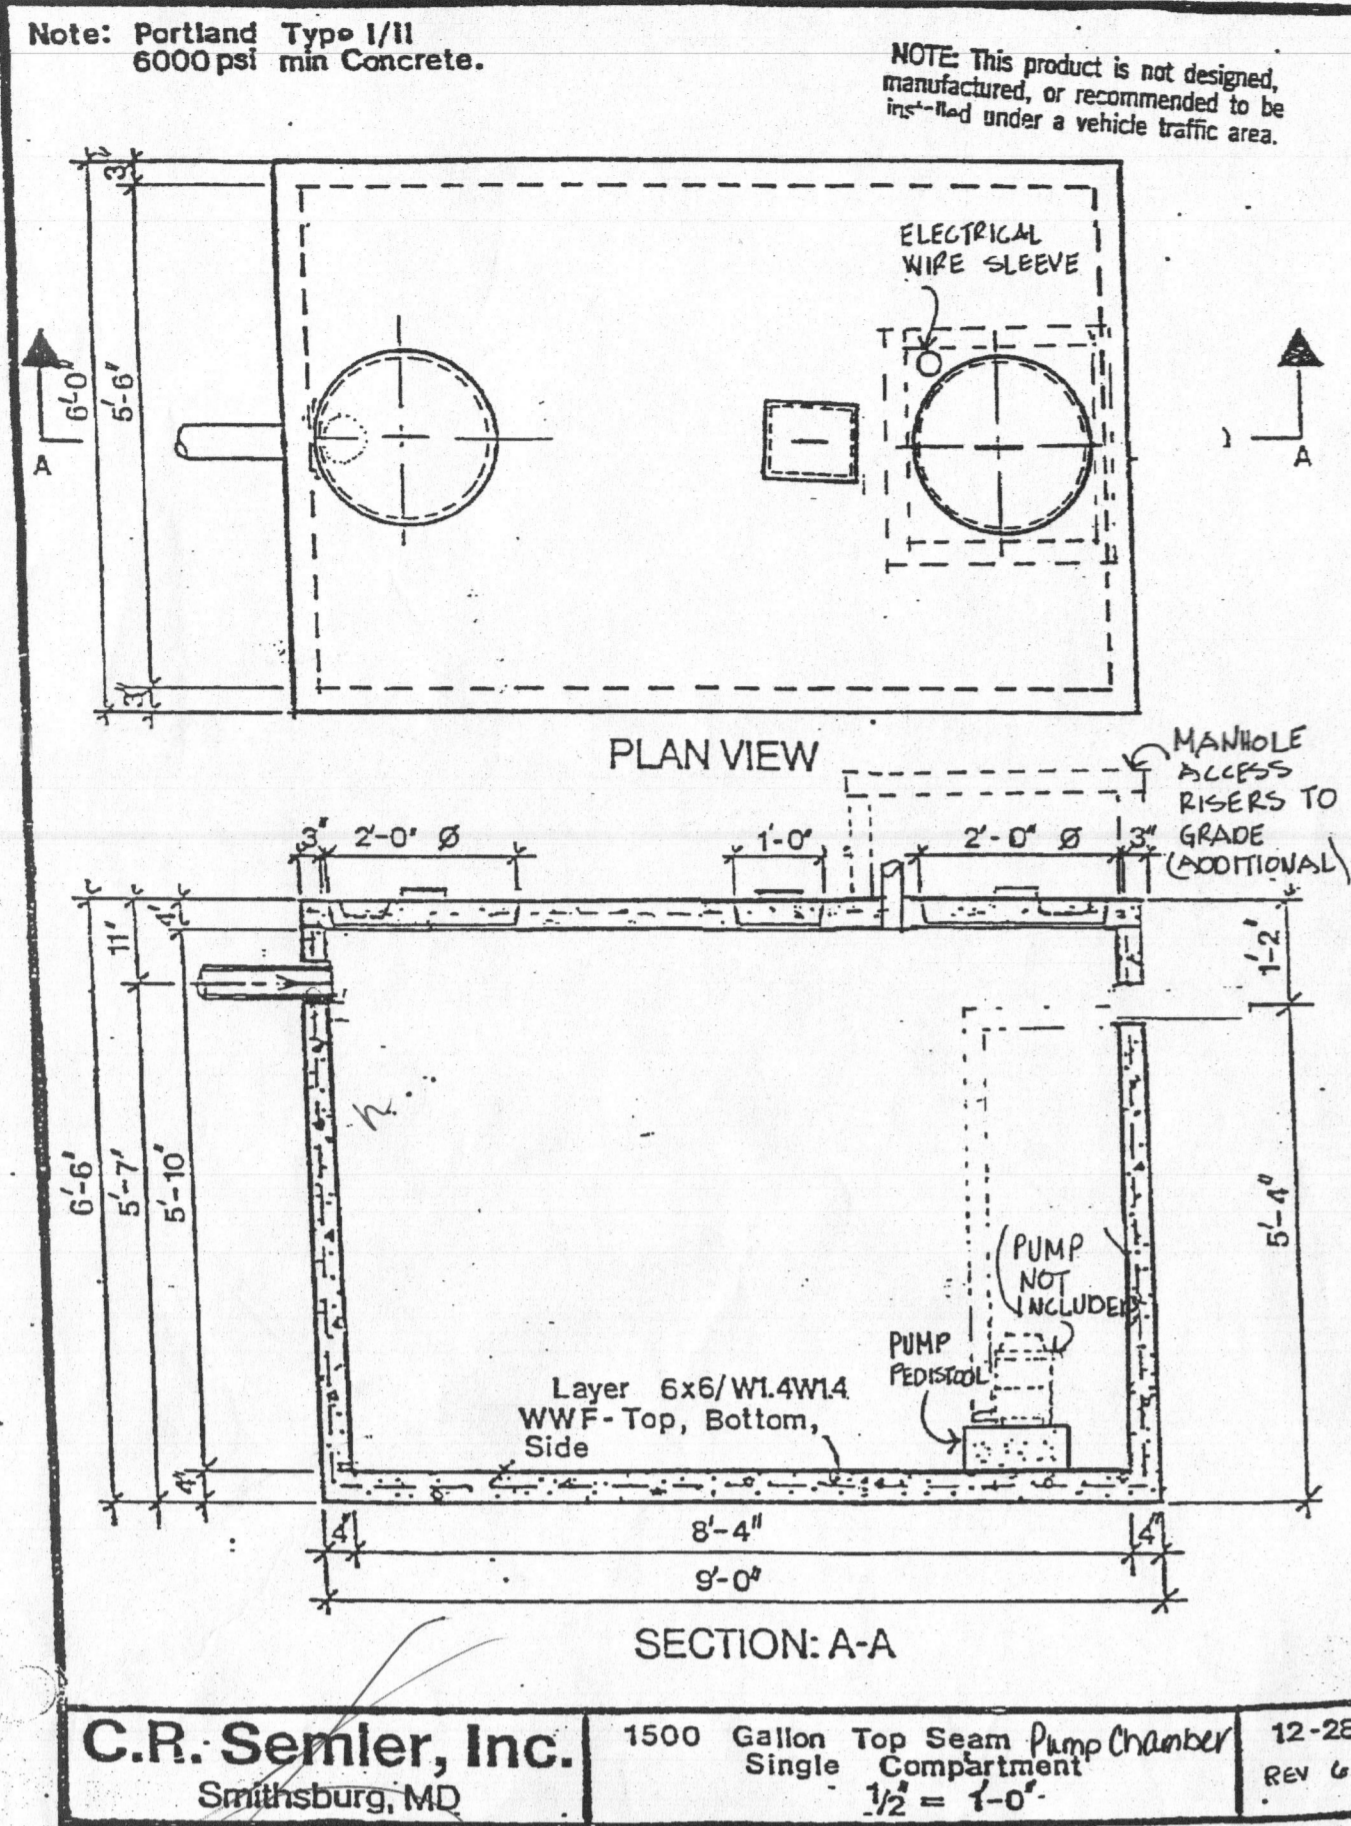 Note: Portland Type I/II
6000 psi min Concrete.
NOTE: This product is not designed,
manufactured, or recommended to be
installed under a vehicle traffic area.
3"
6'-0"
5'-6"
3"
A
A
ELECTRICAL
WIRE SLEEVE
PLAN VIEW
MANHOLE
ACCESS
RISERS TO
GRADE
(ADDITIONAL)
3" 2'-0" Ø 1'-0" 2'-0" Ø 3"
11"
4"
1'-2"
6'-6"
5'-7"
5'-10"
5'-4"
(PUMP
NOT
INCLUDED)
PUMP
PEDISTOOL
Layer 6x6/W1.4W1.4
WWF-Top, Bottom,
Side
4"
4" 8'-4" 4"
9'-0"
SECTION: A-A
C.R. Semler, Inc.
Smithsburg, MD
1500 Gallon Top Seam Pump Chamber
Single Compartment
1/2" = 1'-0"
12-28
REV 6